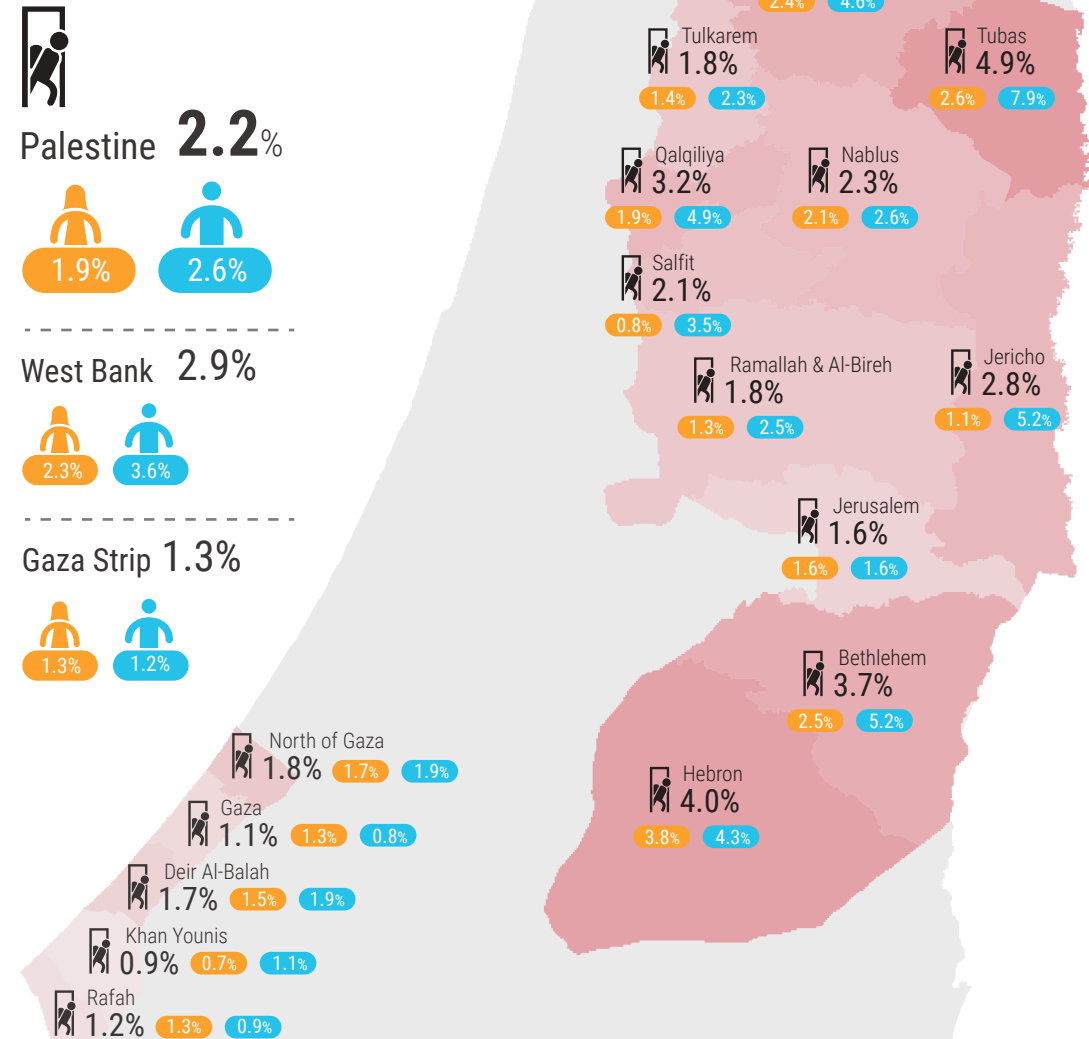 Palestine 2.2%
1.9% 2.6%
West Bank 2.9%
2.3% 3.6%
Gaza Strip 1.3%
1.3% 1.2%
2.4% 4.6%
Tulkarem
1.8%
1.4% 2.3%
Tubas
4.9%
2.6% 7.9%
Qalqiliya
3.2%
1.9% 4.9%
Nablus
2.3%
2.1% 2.6%
Salfit
2.1%
0.8% 3.5%
Ramallah & Al-Bireh
1.8%
1.3% 2.5%
Jericho
2.8%
1.1% 5.2%
Jerusalem
1.6%
1.6% 1.6%
Bethlehem
3.7%
2.5% 5.2%
Hebron
4.0%
3.8% 4.3%
North of Gaza
1.8% 1.7% 1.9%
Gaza
1.1% 1.3% 0.8%
Deir Al-Balah
1.7% 1.5% 1.9%
Khan Younis
0.9% 0.7% 1.1%
Rafah
1.2% 1.3% 0.9%